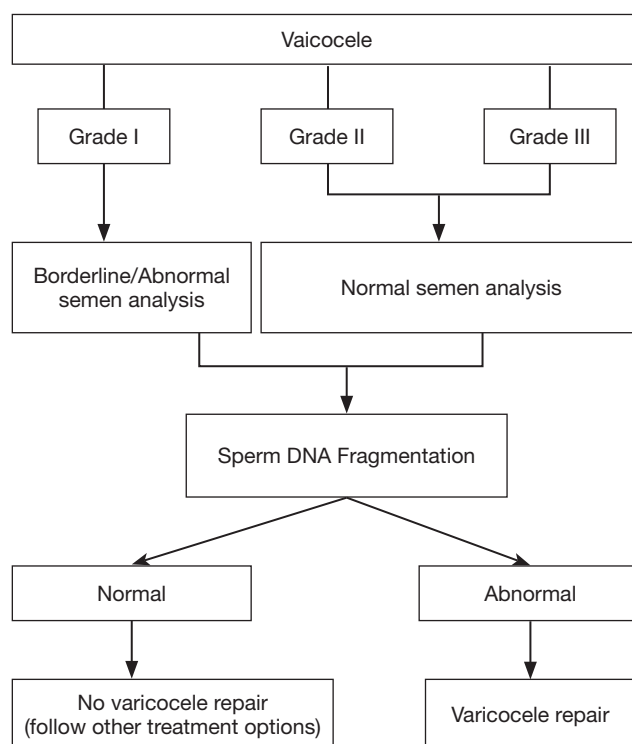 Vaicocele
Grade I
Grade II
Grade III
Borderline/Abnormal
semen analysis
Normal semen analysis
Sperm DNA Fragmentation
Normal
Abnormal
No varicocele repair
(follow other treatment options)
Varicocele repair